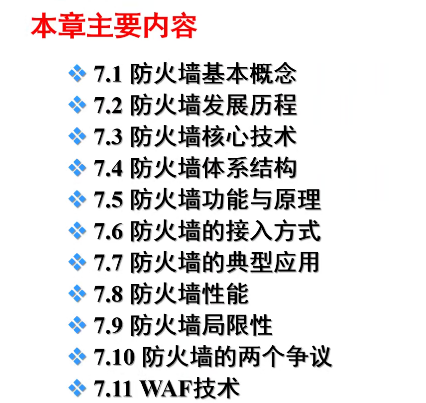 本章主要内容
7.1 防火墙基本概念
7.2 防火墙发展历程
7.3 防火墙核心技术
7.4 防火墙体系结构
7.5 防火墙功能与原理
7.6 防火墙的接入方式
7.7 防火墙的典型应用
7.8 防火墙性能
7.9 防火墙局限性
7.10 防火墙的两个争议
7.11 WAF技术